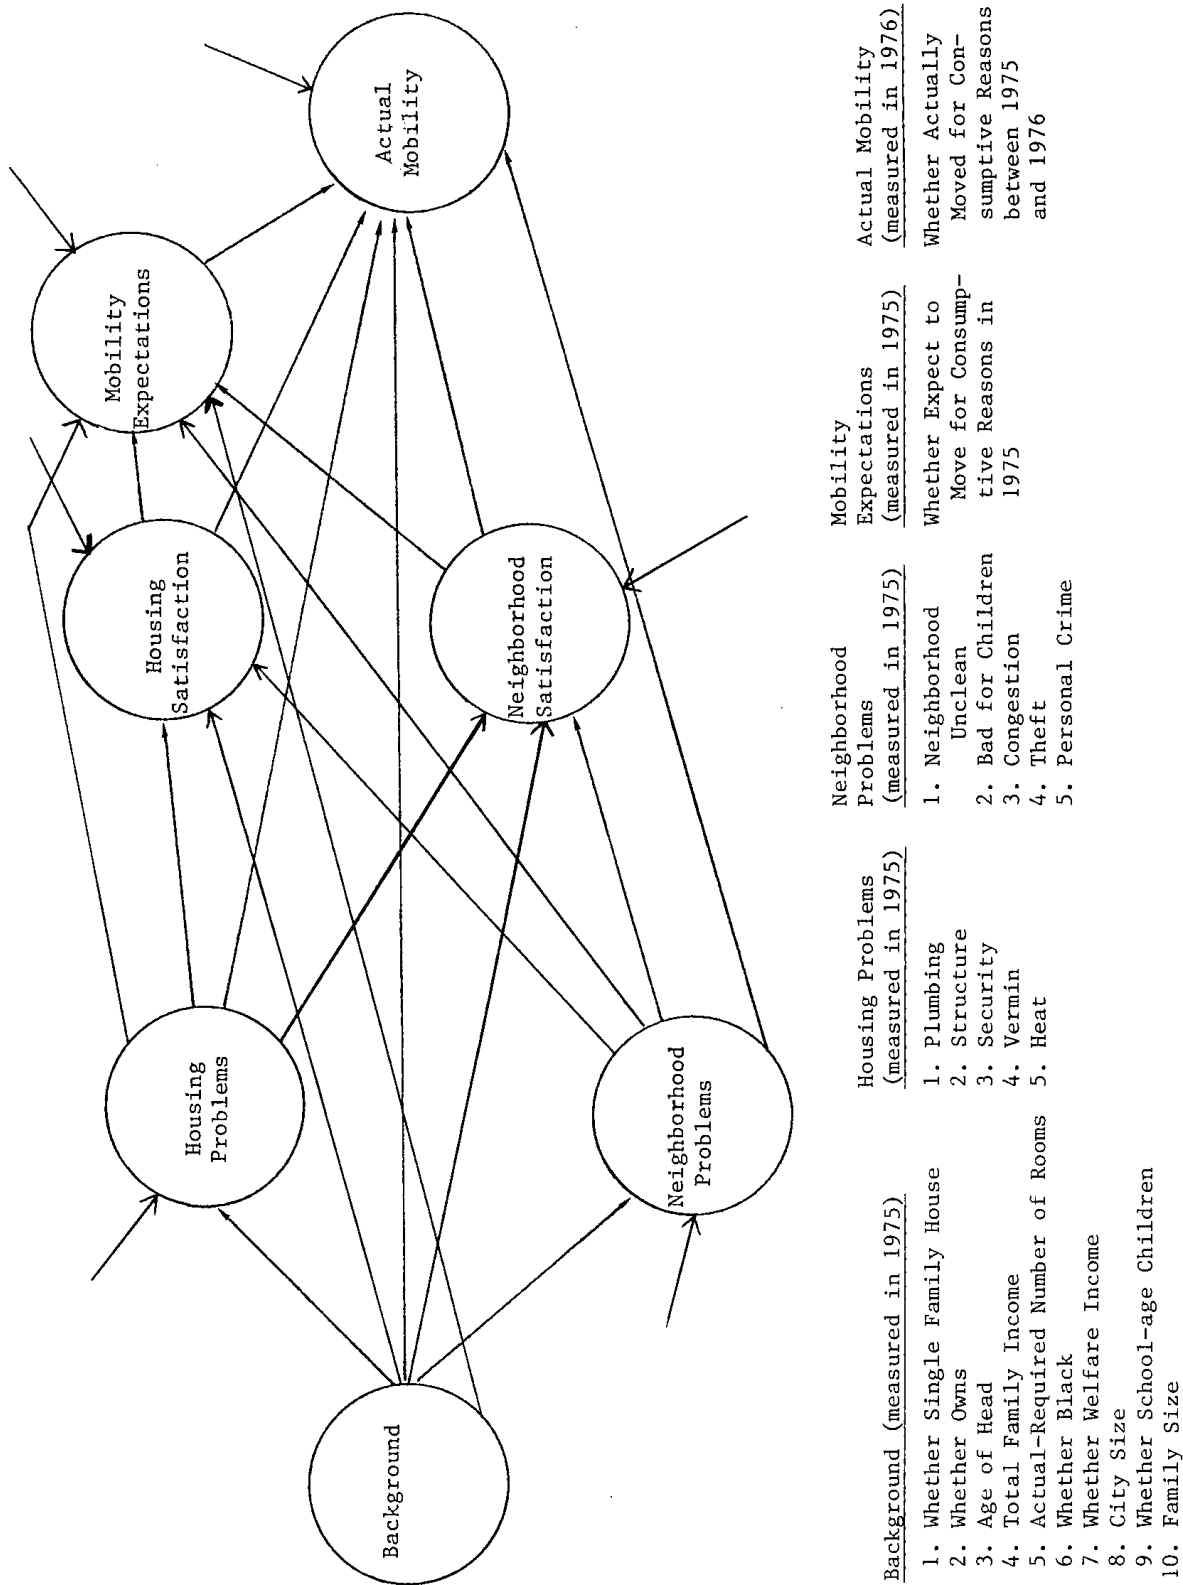 Background
Housing
Problems
Neighborhood
Problems
Housing
Satisfaction
Neighborhood
Satisfaction
Mobility
Expectations
Actual
Mobility
Background (measured in 1975)
1. Whether Single Family House
2. Whether Owns
3. Age of Head
4. Total Family Income
5. Actual-Required Number of Rooms
6. Whether Black
7. Whether Welfare Income
8. City Size
9. Whether School-age Children
10. Family Size
Housing Problems
(measured in 1975)
1. Plumbing
2. Structure
3. Security
4. Vermin
5. Heat
Neighborhood
Problems
(measured in 1975)
1. Neighborhood
Unclean
2. Bad for Children
3. Congestion
4. Theft
5. Personal Crime
Mobility
Expectations
(measured in 1975)
Whether Expect to
Move for Consump-
tive Reasons in
1975
Actual Mobility
(measured in 1976)
Whether Actually
Moved for Con-
sumptive Reasons
between 1975
and 1976